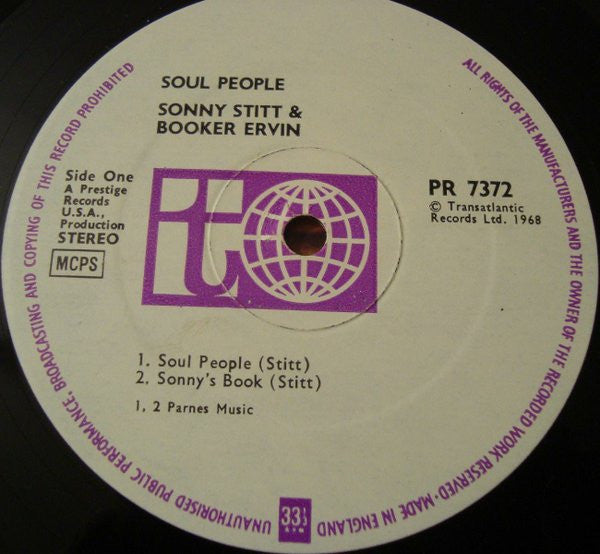 SOUL PEOPLE
SONNY STITT &
BOOKER ERVIN
Side One
A Prestige
Records
U.S.A.,
Production
STEREO
MCPS
it
PR 7372
© Transatlantic
Records Ltd. 1968
1. Soul People (Stitt)
2. Sonny's Book (Stitt)
1, 2 Parnes Music
33⅓
ALL RIGHTS OF THE MANUFACTURERS AND THE OWNER OF THE RECORDED WORK RESERVED · MADE IN ENGLAND
UNAUTHORISED PUBLIC PERFORMANCE, BROADCASTING AND COPYING OF THIS RECORD PROHIBITED